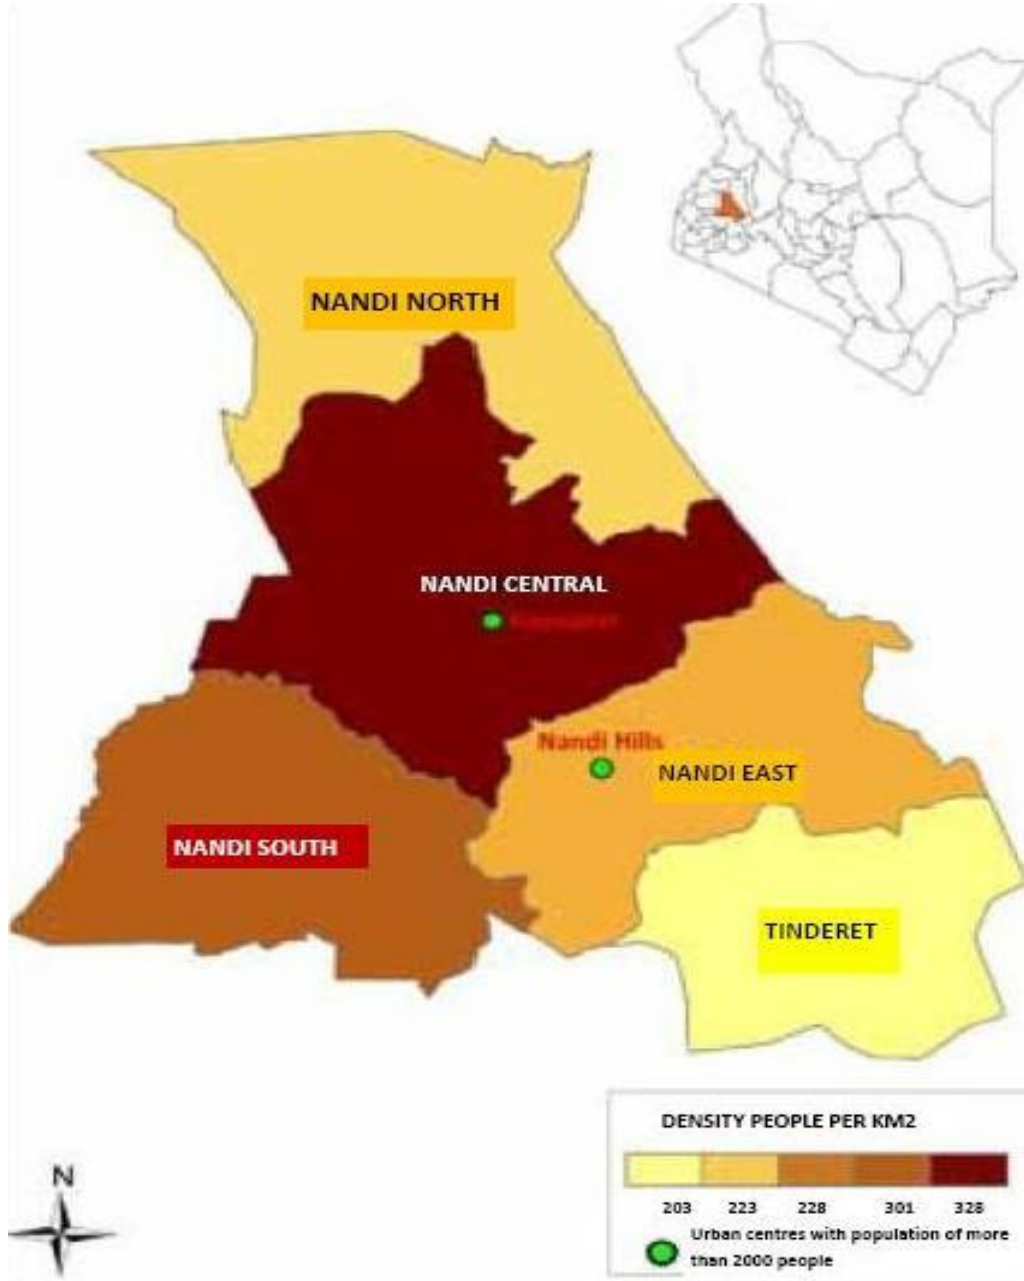 NANDI NORTH
NANDI CENTRAL
Nandi Hills
NANDI EAST
NANDI SOUTH
TINDERET
DENSITY PEOPLE PER KM2
203 223 228 301 328
Urban centres with population of more
than 2000 people
N